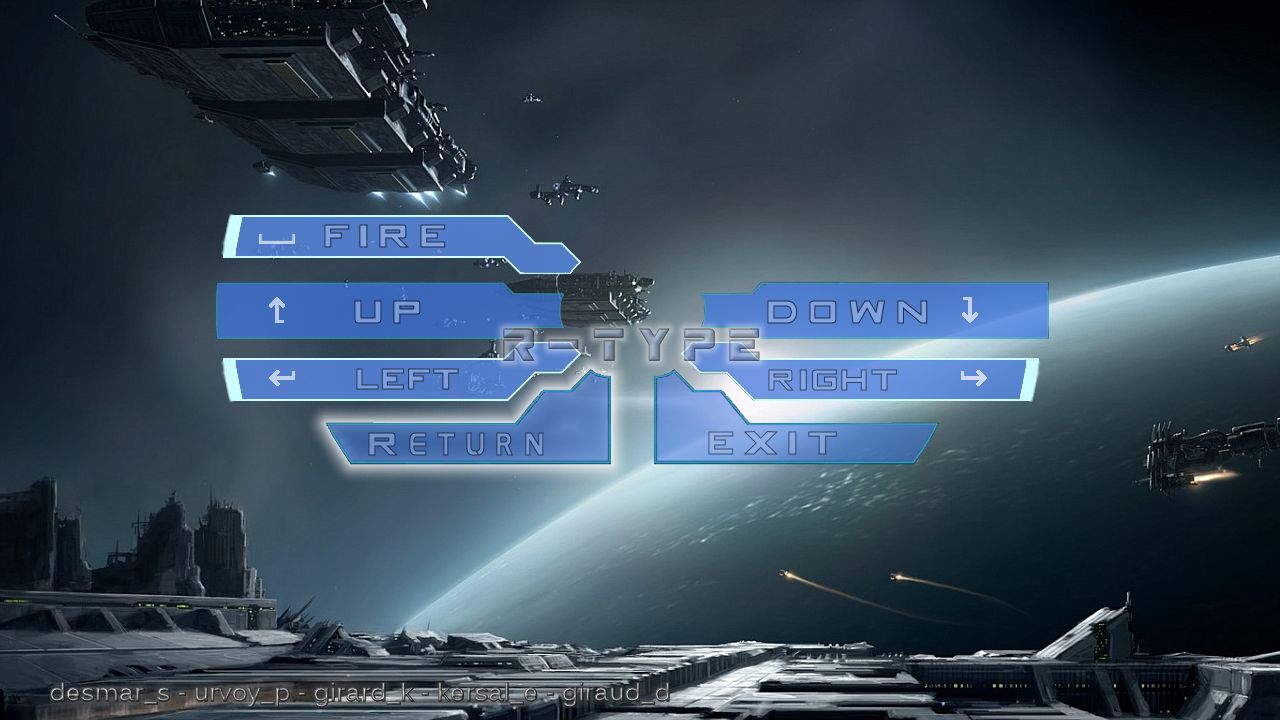 ␣ FIRE
↑ UP
DOWN ↓
R-TYPE
← LEFT
RIGHT →
RETURN
EXIT
desmar_s - urvoy_p - girard_k - kersal_e - giraud_d